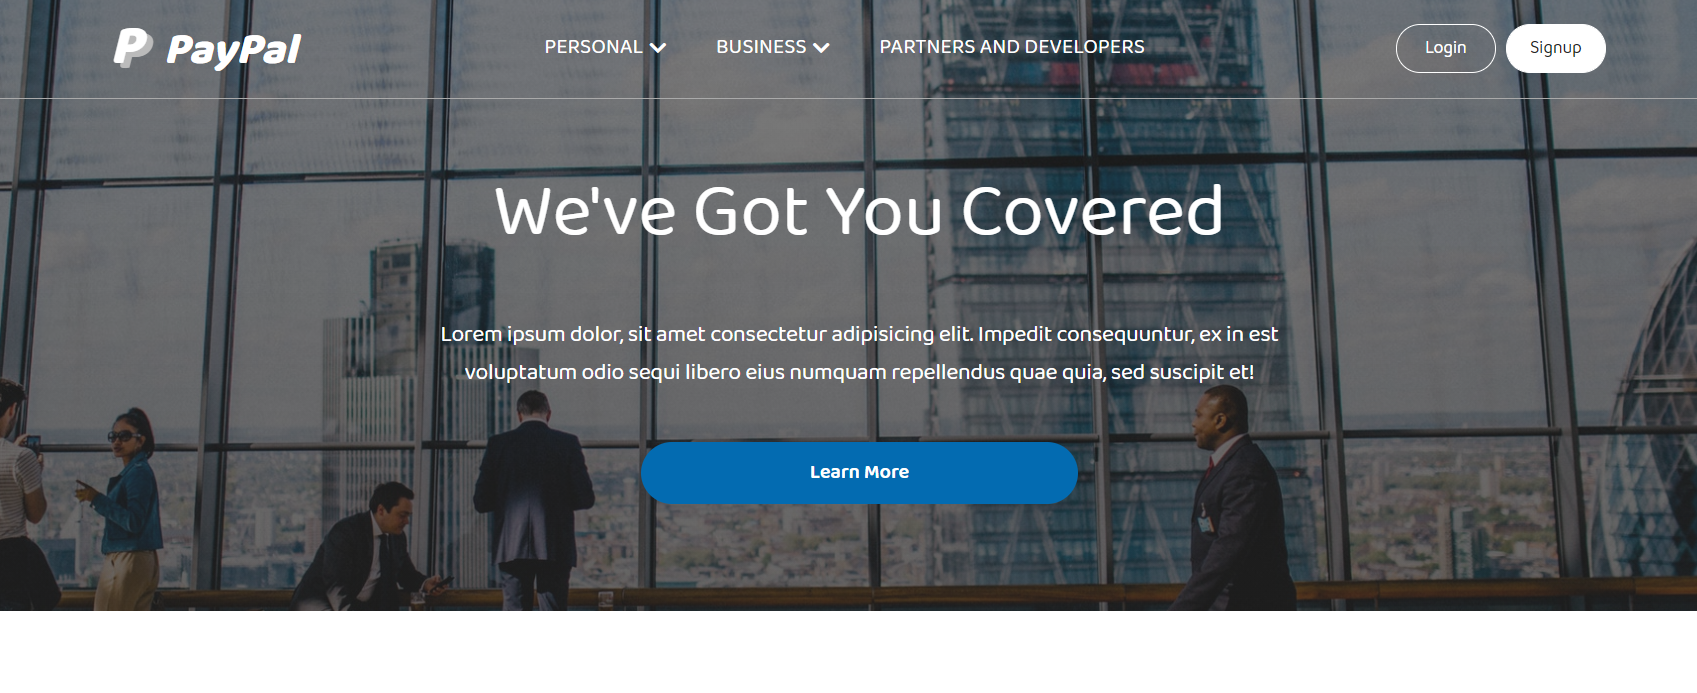 PayPal
PERSONAL
BUSINESS
PARTNERS AND DEVELOPERS
Login
Signup
We've Got You Covered
Lorem ipsum dolor, sit amet consectetur adipisicing elit. Impedit consequuntur, ex in est
voluptatum odio sequi libero eius numquam repellendus quae quia, sed suscipit et!
Learn More